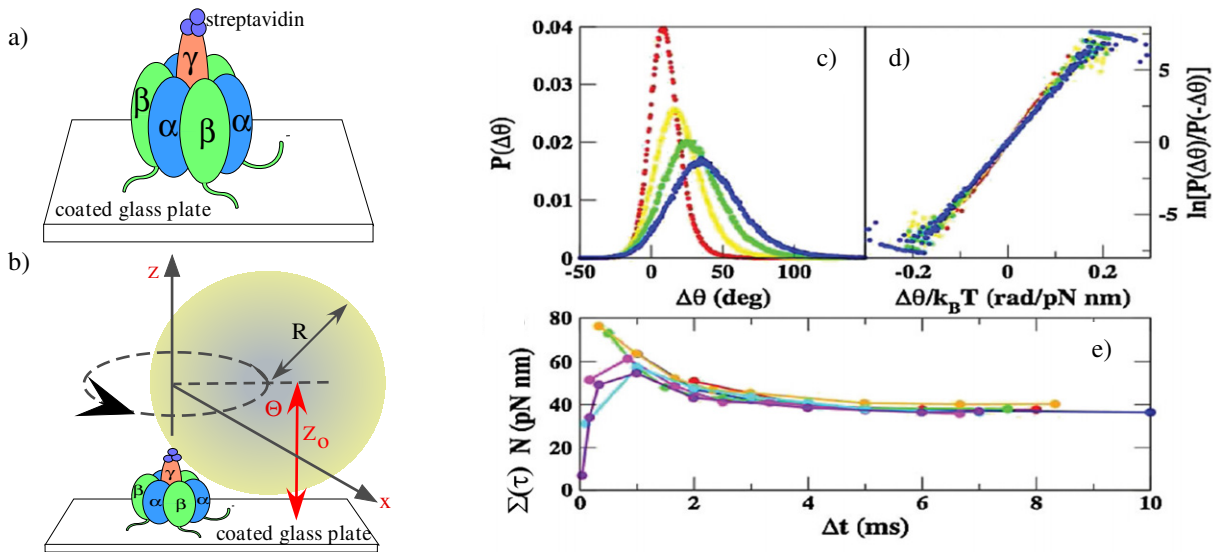 a)
streptavidin
γ
β
α
β
α
coated glass plate
b)
Z
R
Θ
Z₀
x
γ
β
α
β
α
coated glass plate
c)
P(Δθ)
0.04
0.03
0.02
0.01
0
-50
0
50
100
Δθ (deg)
d)
ln[P(Δθ)/P(-Δθ)]
5
0
-5
-0.2
0
0.2
Δθ/k_BT (rad/pN nm)
e)
Σ(τ) N (pN nm)
80
60
40
20
0
0
2
4
6
8
10
Δt (ms)